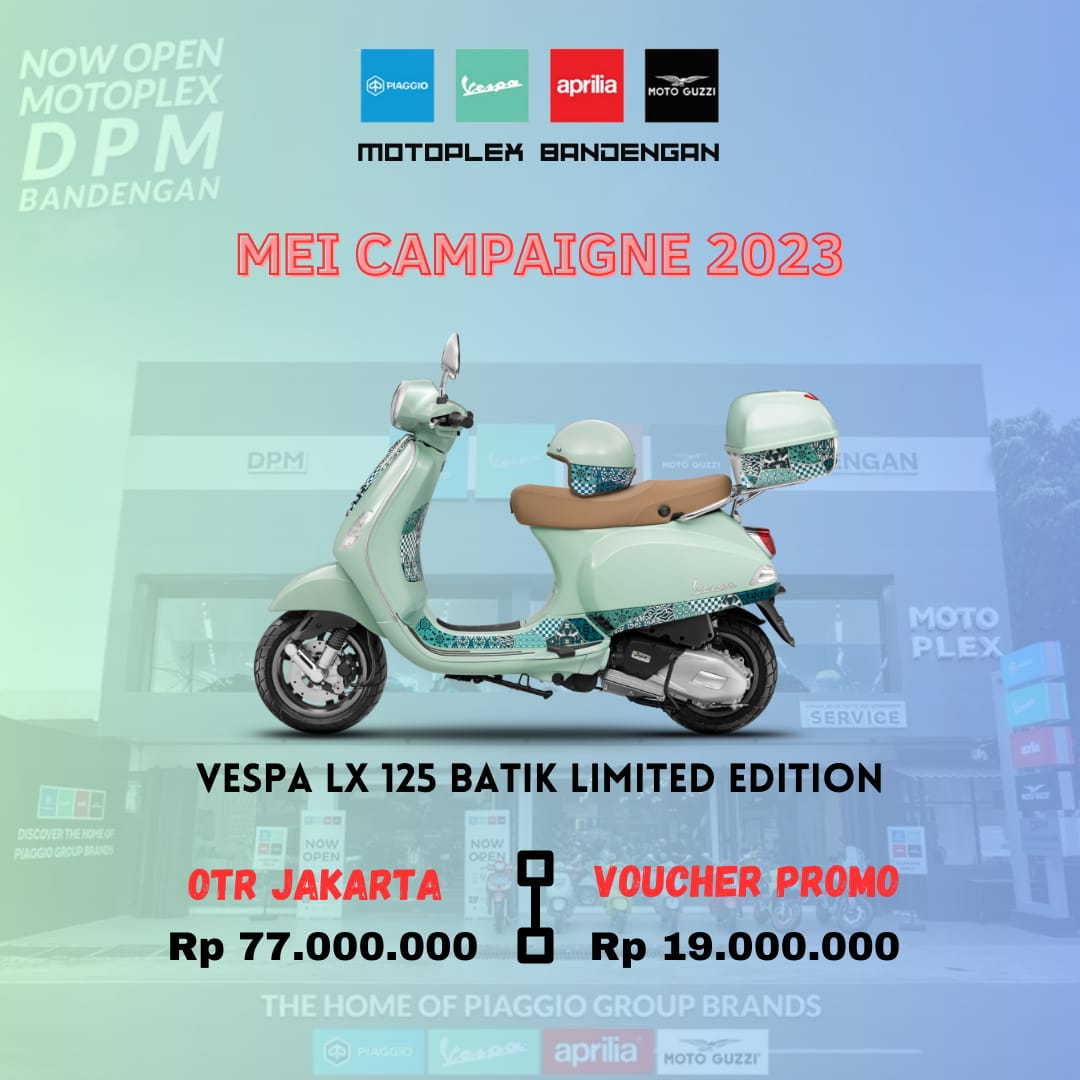 NOW OPEN
MOTOPLEX
DPM
BANDENGAN
PIAGGIO
Vespa
aprilia
MOTO GUZZI
MOTOPLEX BANDENGAN
MEI CAMPAIGNE 2023
DPM
MOTO GUZZI
ENGAN
Vespa
MOTO
PLEX
SERVICE
VESPA LX 125 BATIK LIMITED EDITION
DISCOVER THE HOME OF
PIAGGIO GROUP BRANDS
NOW
OPEN
NOW
OPEN
OTR JAKARTA
VOUCHER PROMO
Rp 77.000.000
Rp 19.000.000
THE HOME OF PIAGGIO GROUP BRANDS
PIAGGIO
Vespa
aprilia
MOTO GUZZI